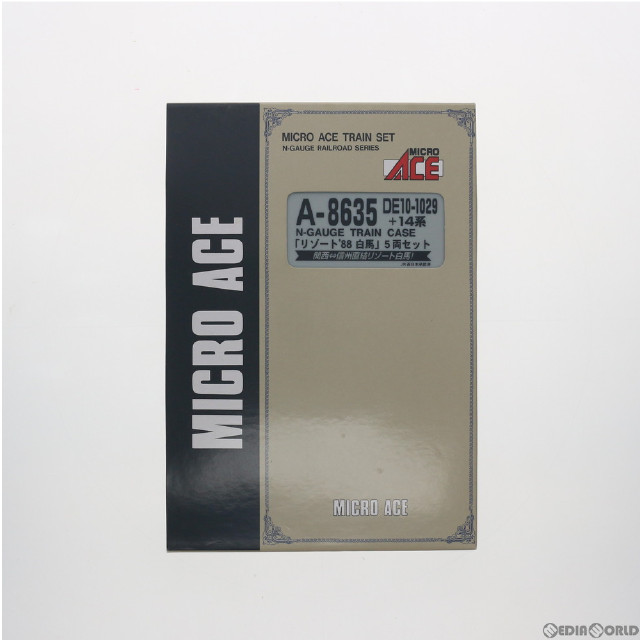 MICRO ACE
MICRO ACE TRAIN SET
N-GAUGE RAILROAD SERIES
MICRO
ACE
A-8635 DE10-1029
+14系
N-GAUGE TRAIN CASE
「リゾート'88 白馬」5両セット
関西⇔信州直結リゾート白馬!
MICRO ACE
MEDIAWORLD